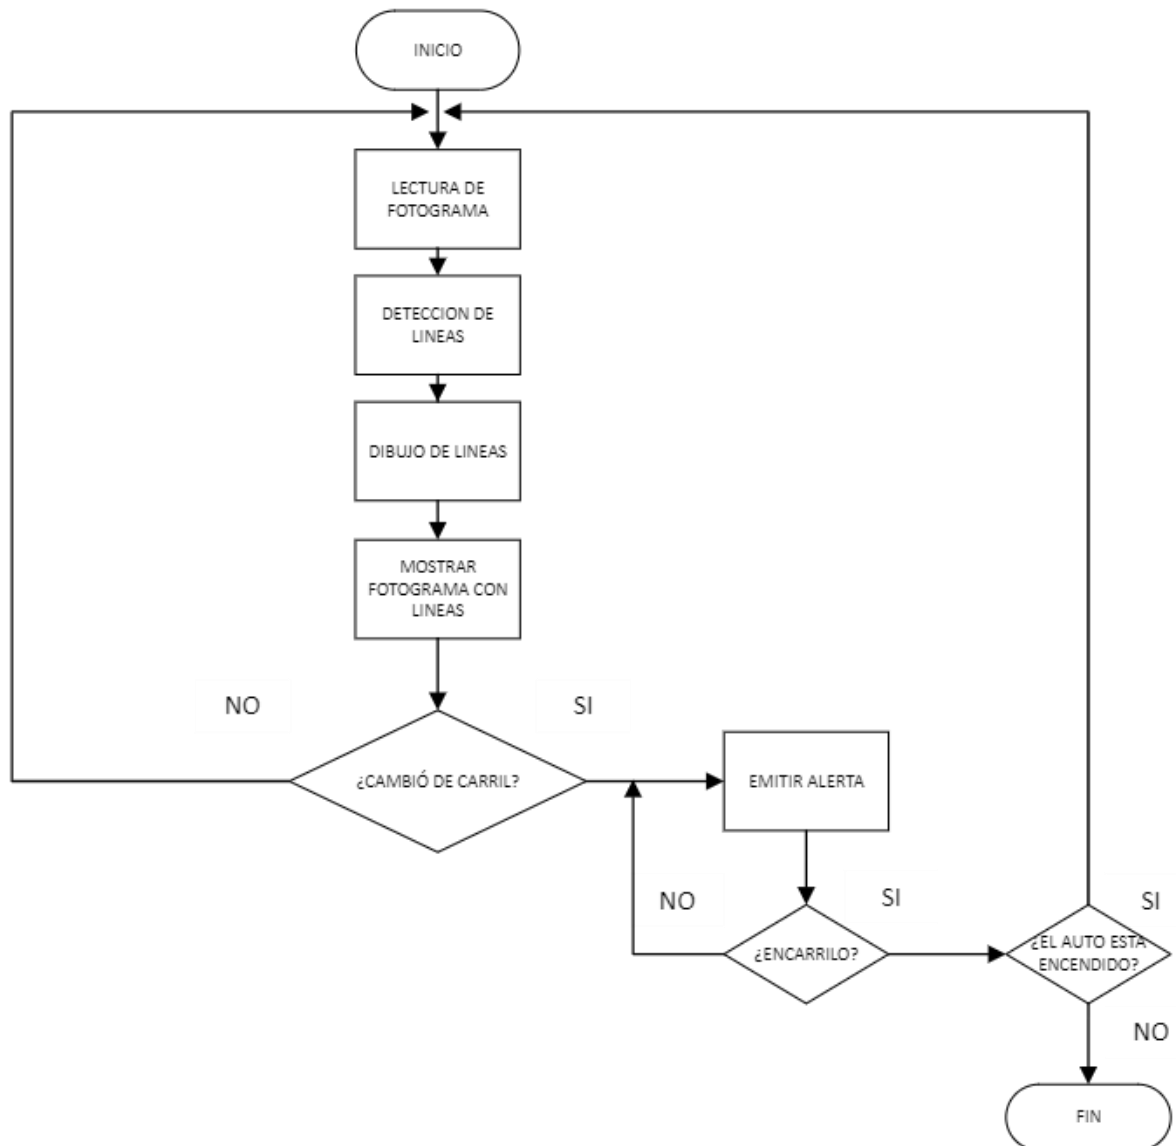 INICIO
LECTURA DE
FOTOGRAMA
DETECCION DE
LINEAS
DIBUJO DE LINEAS
MOSTRAR
FOTOGRAMA CON
LINEAS
NO
SI
¿CAMBIÓ DE CARRIL?
EMITIR ALERTA
NO
SI
¿ENCARRILO?
SI
¿EL AUTO ESTA
ENCENDIDO?
NO
FIN